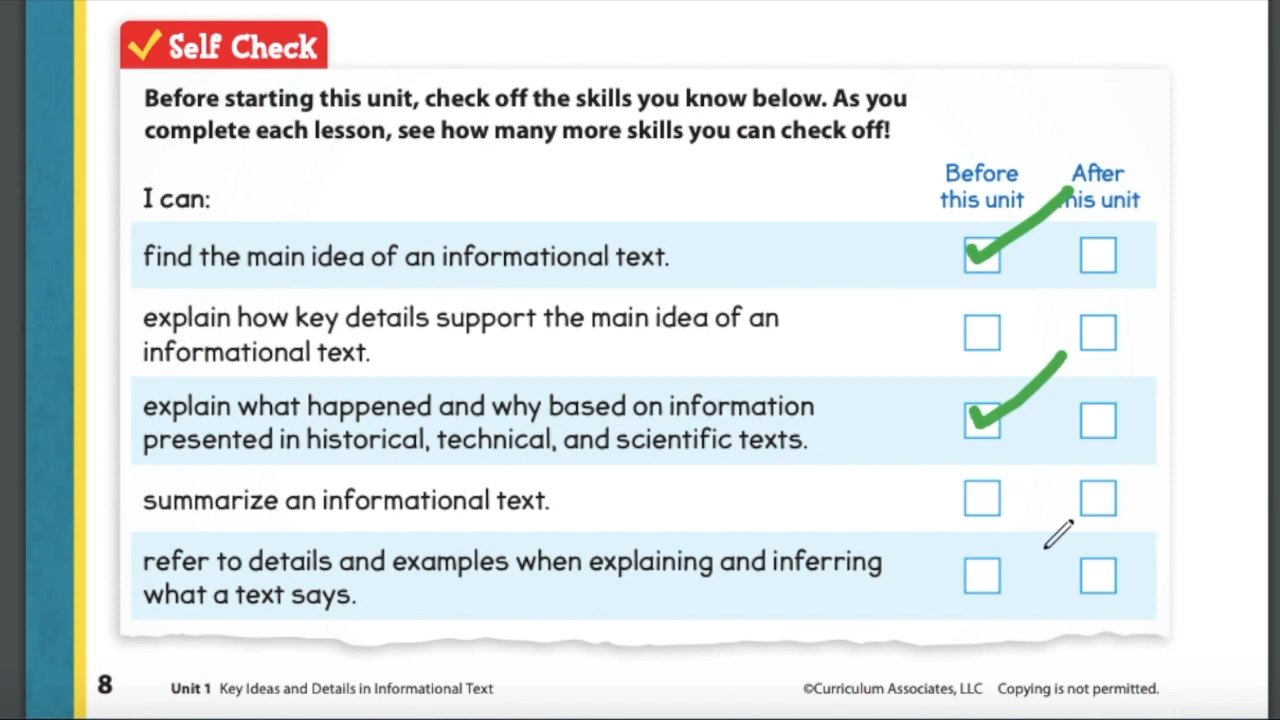 Self Check
Before starting this unit, check off the skills you know below. As you
complete each lesson, see how many more skills you can check off!
Before After
I can: this unit this unit
find the main idea of an informational text.
explain how key details support the main idea of an
informational text.
explain what happened and why based on information
presented in historical, technical, and scientific texts.
summarize an informational text.
refer to details and examples when explaining and inferring
what a text says.
8 Unit 1 Key Ideas and Details in Informational Text ©Curriculum Associates, LLC Copying is not permitted.